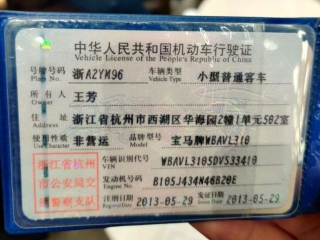 中华人民共和国机动车行驶证
Vehicle License of the People's Republic of China
号牌号码 浙A2YM96 车辆类型 小型普通客车
Plate No. Vehicle Type
所有人 王芳
Owner
住址 浙江省杭州市西湖区华海园2幢1单元502室
Address
使用性质 非营运 品牌型号 宝马牌WBAVL310
Use Character Model
浙江省杭州市公安局交通警察支队
车辆识别代号 WBAVL3105DVS33410
VIN
发动机号码 B105J434N46B20E
Engine No.
注册日期 2013-05-29 发证日期 2013-05-29
Register Date Issue Date